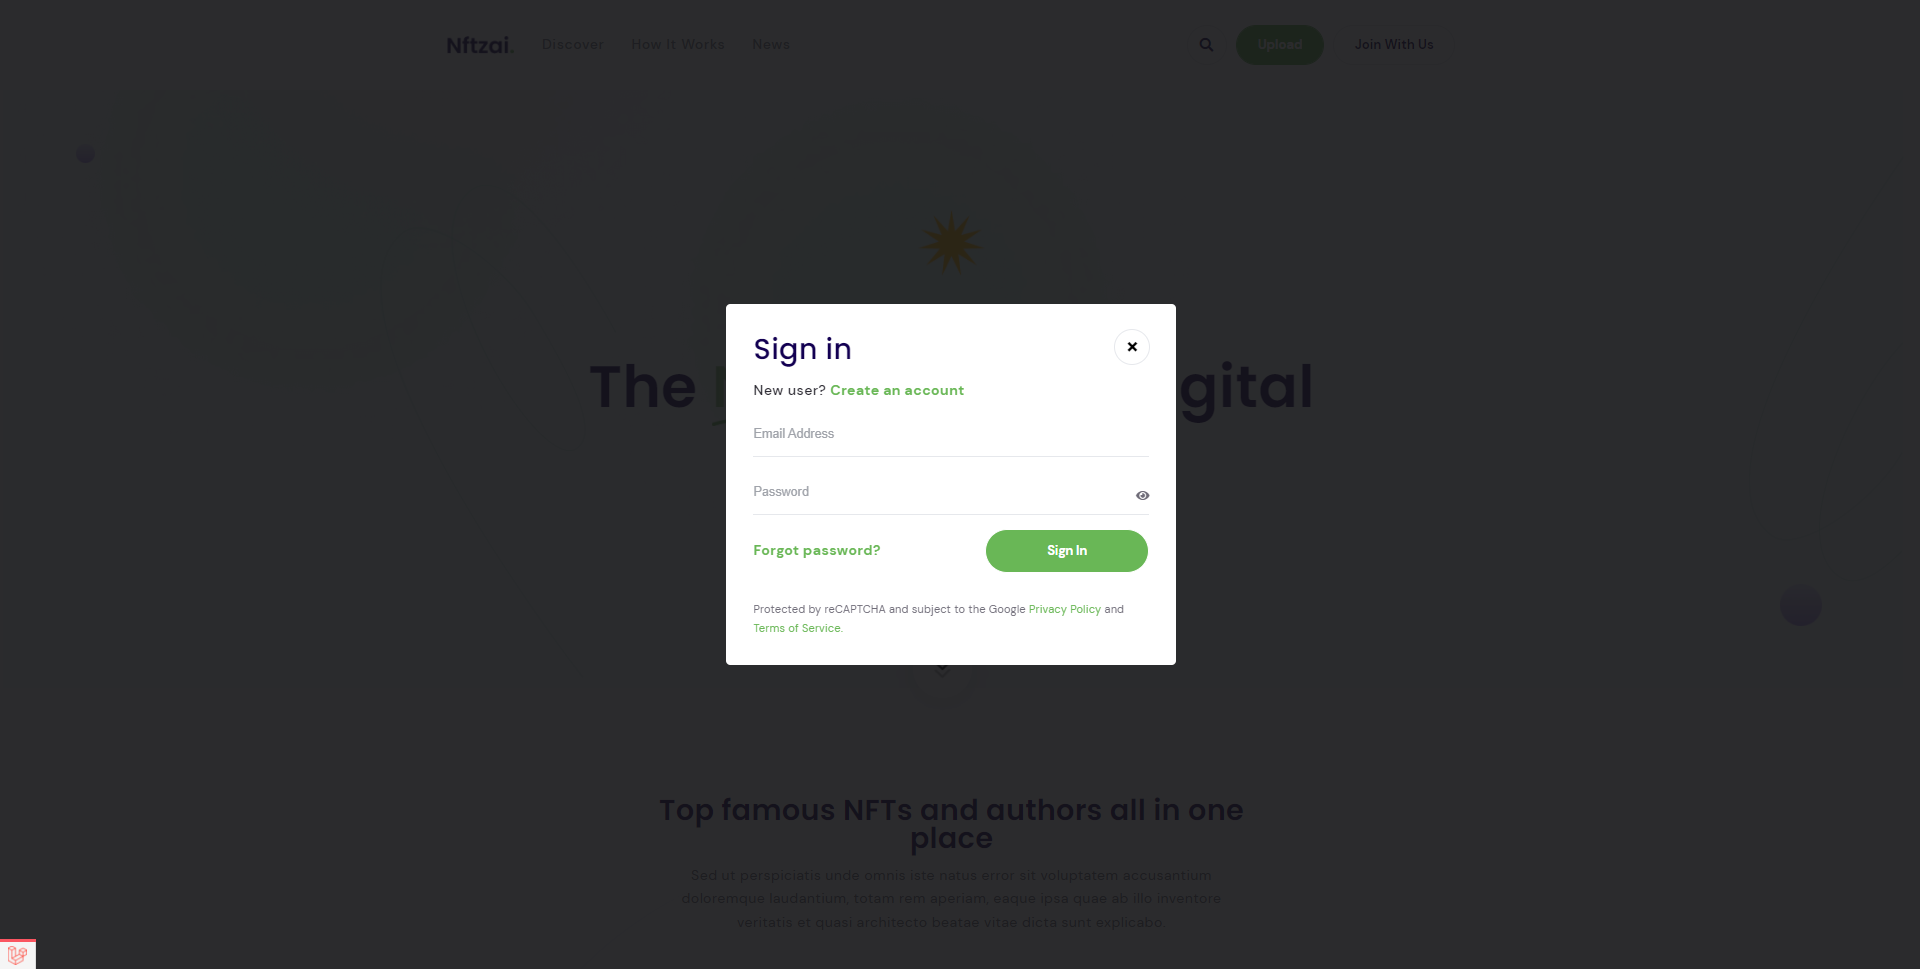 Nftzai.
Discover
How It Works
News
Upload
Join With Us
The
gital
Sign in
New user? Create an account
Email Address
Password
Forgot password?
Sign In
Protected by reCAPTCHA and subject to the Google Privacy Policy and
Terms of Service.
Top famous NFTs and authors all in one
place
Sed ut perspiciatis unde omnis iste natus error sit voluptatem accusantium
doloremque laudantium, totam rem aperiam, eaque ipsa quae ab illo inventore
veritatis et quasi architecto beatae vitae dicta sunt explicabo.